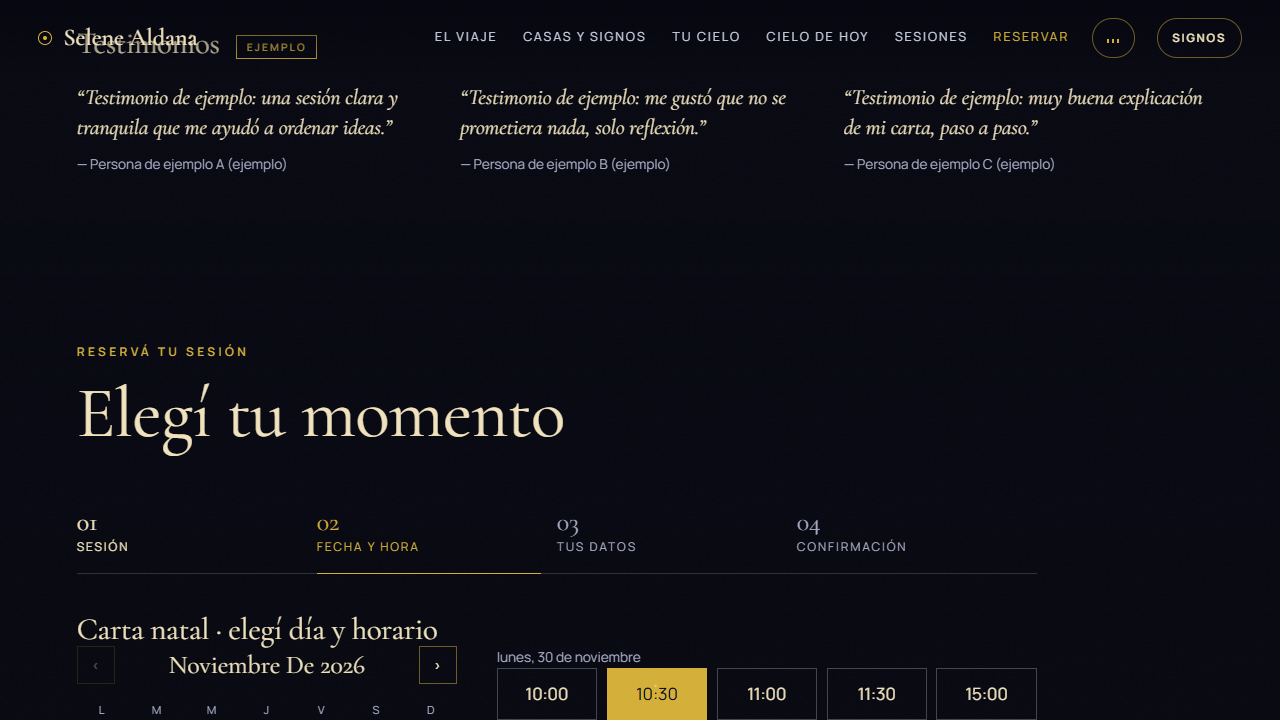 Selene Aldana
Testimonios
EJEMPLO
EL VIAJE
CASAS Y SIGNOS
TU CIELO
CIELO DE HOY
SESIONES
RESERVAR
SIGNOS
“Testimonio de ejemplo: una sesión clara y
tranquila que me ayudó a ordenar ideas.”
— Persona de ejemplo A (ejemplo)
“Testimonio de ejemplo: me gustó que no se
prometiera nada, solo reflexión.”
— Persona de ejemplo B (ejemplo)
“Testimonio de ejemplo: muy buena explicación
de mi carta, paso a paso.”
— Persona de ejemplo C (ejemplo)
RESERVÁ TU SESIÓN
Elegí tu momento
01
SESIÓN
02
FECHA Y HORA
03
TUS DATOS
04
CONFIRMACIÓN
Carta natal · elegí día y horario
‹
Noviembre De 2026
›
L M M J V S D
lunes, 30 de noviembre
10:00
10:30
11:00
11:30
15:00